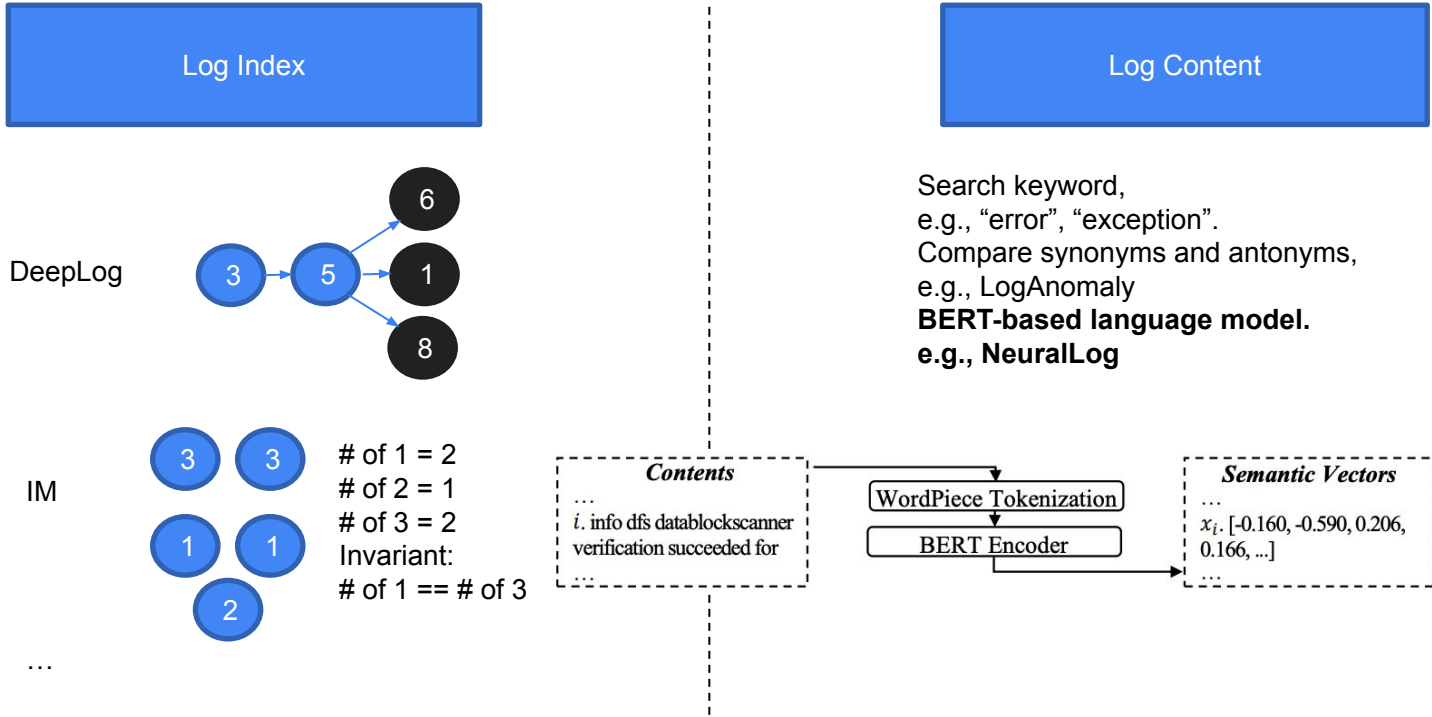 Log Index
Log Content
DeepLog
3
5
6
1
8
IM
3
3
1
1
2
# of 1 = 2
# of 2 = 1
# of 3 = 2
Invariant:
# of 1 == # of 3
…
Search keyword,
e.g., “error”, “exception”.
Compare synonyms and antonyms,
e.g., LogAnomaly
BERT-based language model.
e.g., NeuralLog
Contents
…
i. info dfs datablockscanner
verification succeeded for
…
WordPiece Tokenization
BERT Encoder
Semantic Vectors
…
xᵢ. [-0.160, -0.590, 0.206,
0.166, ...]
…